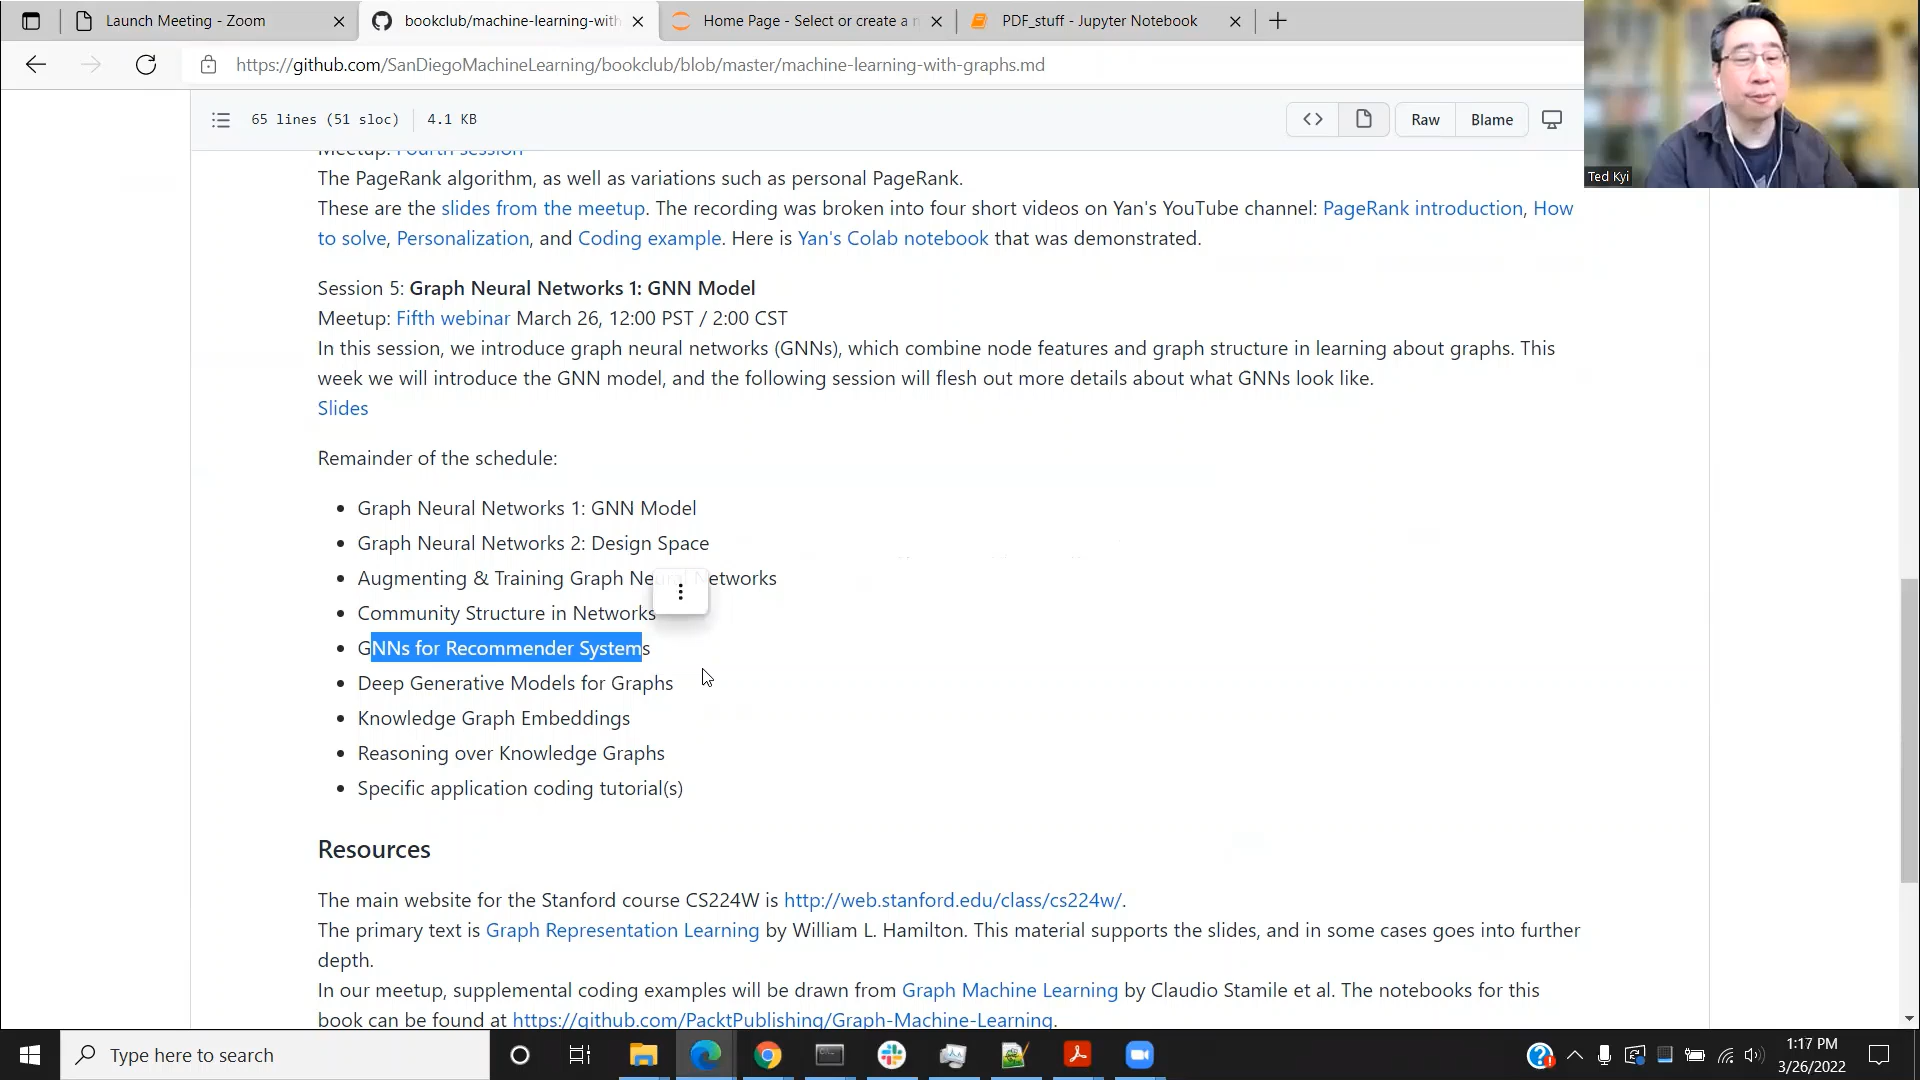 Launch Meeting - Zoom
bookclub/machine-learning-with
Home Page - Select or create a n
PDF_stuff - Jupyter Notebook
https://github.com/SanDiegoMachineLearning/bookclub/blob/master/machine-learning-with-graphs.md
65 lines (51 sloc) 4.1 KB
Raw
Blame
Ted Kyi
Meetup: Fourth session
The PageRank algorithm, as well as variations such as personal PageRank.
These are the slides from the meetup. The recording was broken into four short videos on Yan's YouTube channel: PageRank introduction, How
to solve, Personalization, and Coding example. Here is Yan's Colab notebook that was demonstrated.
Session 5: Graph Neural Networks 1: GNN Model
Meetup: Fifth webinar March 26, 12:00 PST / 2:00 CST
In this session, we introduce graph neural networks (GNNs), which combine node features and graph structure in learning about graphs. This
week we will introduce the GNN model, and the following session will flesh out more details about what GNNs look like.
Slides
Remainder of the schedule:
• Graph Neural Networks 1: GNN Model
• Graph Neural Networks 2: Design Space
• Augmenting & Training Graph Neural Networks
• Community Structure in Networks
• GNNs for Recommender Systems
• Deep Generative Models for Graphs
• Knowledge Graph Embeddings
• Reasoning over Knowledge Graphs
• Specific application coding tutorial(s)
Resources
The main website for the Stanford course CS224W is http://web.stanford.edu/class/cs224w/.
The primary text is Graph Representation Learning by William L. Hamilton. This material supports the slides, and in some cases goes into further
depth.
In our meetup, supplemental coding examples will be drawn from Graph Machine Learning by Claudio Stamile et al. The notebooks for this
book can be found at https://github.com/PacktPublishing/Graph-Machine-Learning.
Type here to search
1:17 PM
3/26/2022